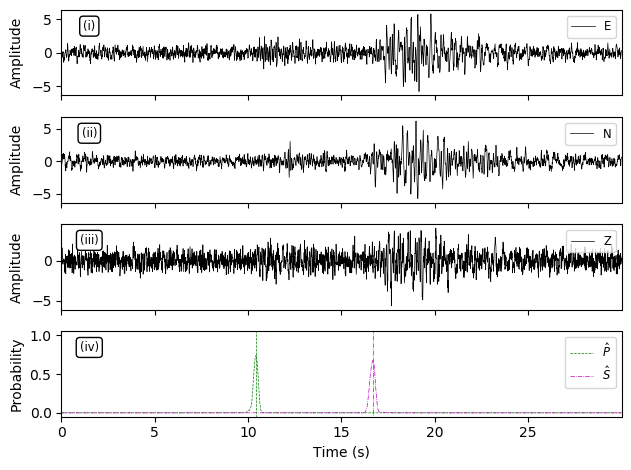 (i)
E
Amplitude
5
0
−5
(ii)
N
Amplitude
5
0
−5
(iii)
Z
Amplitude
0
−5
(iv)
P̂
Ŝ
Probability
1.0
0.5
0.0
0 5 10 15 20 25
Time (s)